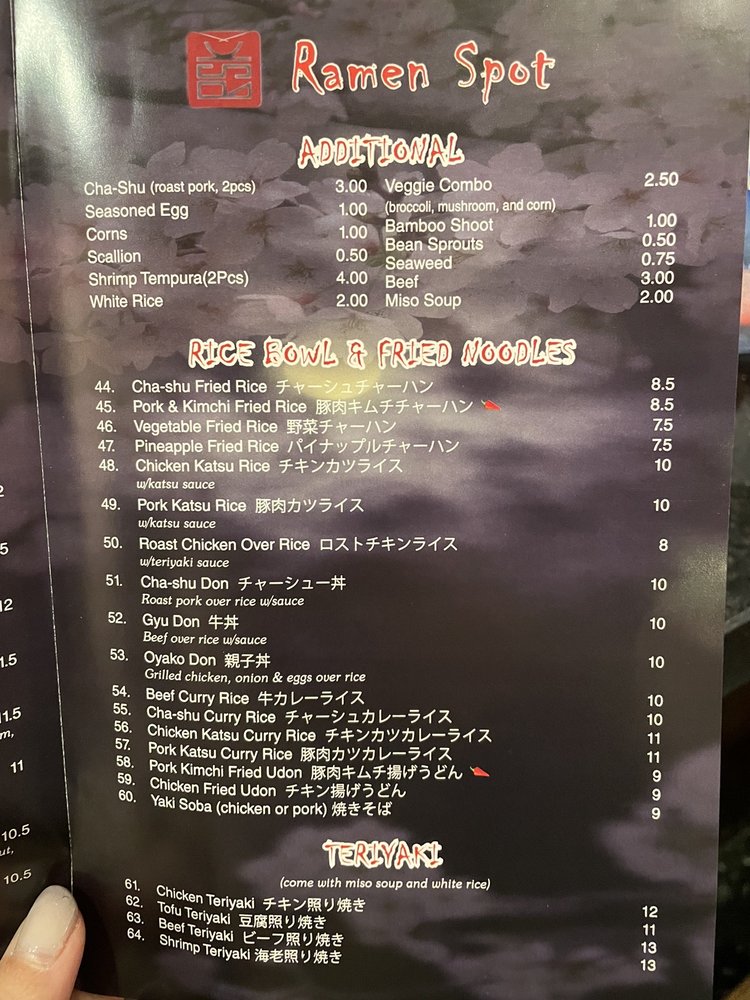 Ramen Spot
ADDITIONAL
Cha-Shu (roast pork, 2pcs) 3.00
Seasoned Egg 1.00
Corns 1.00
Scallion 0.50
Shrimp Tempura(2Pcs) 4.00
White Rice 2.00
Veggie Combo 2.50
(broccoli, mushroom, and corn)
Bamboo Shoot 1.00
Bean Sprouts 0.50
Seaweed 0.75
Beef 3.00
Miso Soup 2.00
RICE BOWL & FRIED NOODLES
44. Cha-shu Fried Rice チャーシュチャーハン 8.5
45. Pork & Kimchi Fried Rice 豚肉キムチチャーハン 8.5
46. Vegetable Fried Rice 野菜チャーハン 7.5
47. Pineapple Fried Rice パイナップルチャーハン 7.5
48. Chicken Katsu Rice チキンカツライス 10
w/katsu sauce
49. Pork Katsu Rice 豚肉カツライス 10
w/katsu sauce
50. Roast Chicken Over Rice ロストチキンライス 8
w/teriyaki sauce
51. Cha-shu Don チャーシュー丼 10
Roast pork over rice w/sauce
52. Gyu Don 牛丼 10
Beef over rice w/sauce
53. Oyako Don 親子丼 10
Grilled chicken, onion & eggs over rice
54. Beef Curry Rice 牛カレーライス 10
55. Cha-shu Curry Rice チャーシュカレーライス 10
56. Chicken Katsu Curry Rice チキンカツカレーライス 11
57. Pork Katsu Curry Rice 豚肉カツカレーライス 11
58. Pork Kimchi Fried Udon 豚肉キムチ揚げうどん 9
59. Chicken Fried Udon チキン揚げうどん 9
60. Yaki Soba (chicken or pork) 焼きそば 9
TERIYAKI
(come with miso soup and white rice)
61. Chicken Teriyaki チキン照り焼き 12
62. Tofu Teriyaki 豆腐照り焼き 11
63. Beef Teriyaki ビーフ照り焼き 13
64. Shrimp Teriyaki 海老照り焼き 13
12
1.5
11
10.5
10.5